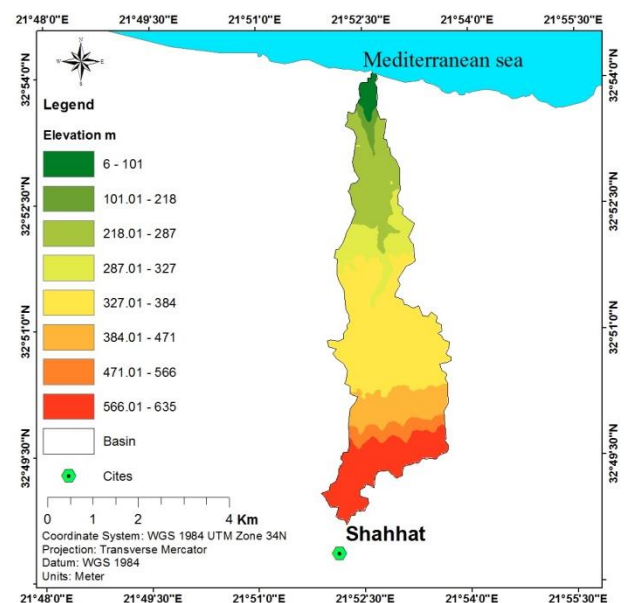 21°48'0"E 21°49'30"E 21°51'0"E 21°52'30"E 21°54'0"E 21°55'30"E
Mediterranean sea
N
W E
S
Legend
Elevation m
6 - 101
101.01 - 218
218.01 - 287
287.01 - 327
327.01 - 384
384.01 - 471
471.01 - 566
566.01 - 635
Basin
Cites
0 1 2 4 Km
Coordinate System: WGS 1984 UTM Zone 34N
Projection: Transverse Mercator
Datum: WGS 1984
Units: Meter
Shahhat
32°54'0"N
32°52'30"N
32°51'0"N
32°49'30"N
32°54'0"N
32°52'30"N
32°51'0"N
32°49'30"N
21°48'0"E 21°49'30"E 21°51'0"E 21°52'30"E 21°54'0"E 21°55'30"E